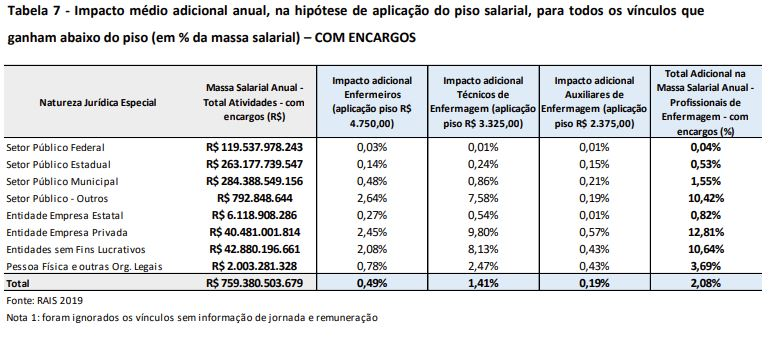 Tabela 7 - Impacto médio adicional anual, na hipótese de aplicação do piso salarial, para todos os vínculos que
ganham abaixo do piso (em % da massa salarial) – COM ENCARGOS
Natureza Jurídica Especial
Massa Salarial Anual -
Total Atividades - com
encargos (R$)
Impacto adicional
Enfermeiros
(aplicação piso R$
4.750,00)
Impacto adicional
Técnicos de
Enfermagem (aplicação
piso R$ 3.325,00)
Impacto adicional
Auxiliares de
Enfermagem (aplicação
piso R$ 2.375,00)
Total Adicional na
Massa Salarial Anual -
Profissionais de
Enfermagem - com
encargos (%)
Setor Público Federal R$ 119.537.978.243 0,03% 0,01% 0,01% 0,04%
Setor Público Estadual R$ 263.177.739.547 0,14% 0,24% 0,15% 0,53%
Setor Público Municipal R$ 284.388.549.156 0,48% 0,86% 0,21% 1,55%
Setor Público - Outros R$ 792.848.644 2,64% 7,58% 0,19% 10,42%
Entidade Empresa Estatal R$ 6.118.908.286 0,27% 0,54% 0,01% 0,82%
Entidade Empresa Privada R$ 40.481.001.814 2,45% 9,80% 0,57% 12,81%
Entidades sem Fins Lucrativos R$ 42.880.196.661 2,08% 8,13% 0,43% 10,64%
Pessoa Física e outras Org. Legais R$ 2.003.281.328 0,78% 2,47% 0,43% 3,69%
Total R$ 759.380.503.679 0,49% 1,41% 0,19% 2,08%
Fonte: RAIS 2019
Nota 1: foram ignorados os vínculos sem informação de jornada e remuneração